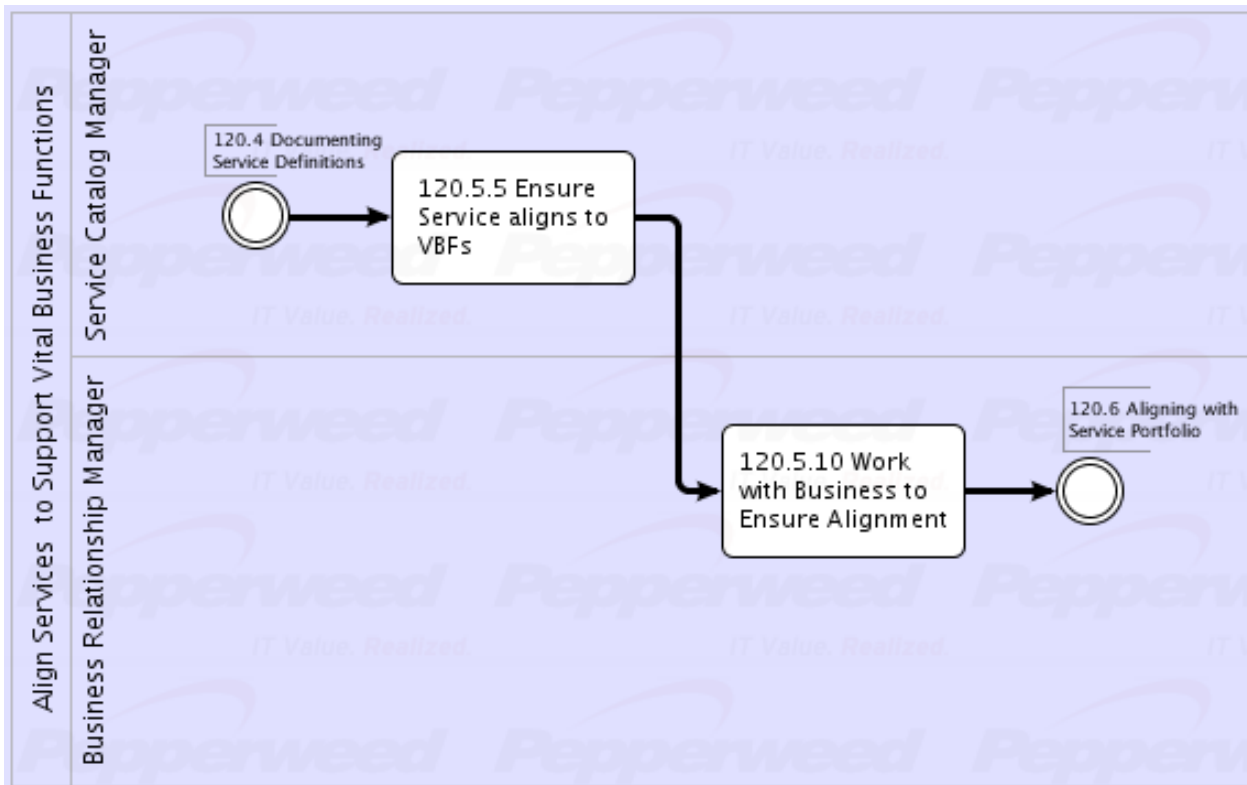 Align Services to Support Vital Business Functions
Service Catalog Manager
120.4 Documenting
Service Definitions
120.5.5 Ensure
Service aligns to
VBFs
Business Relationship Manager
120.5.10 Work
with Business to
Ensure Alignment
120.6 Aligning with
Service Portfolio
Pepperweed
IT Value. Realized.